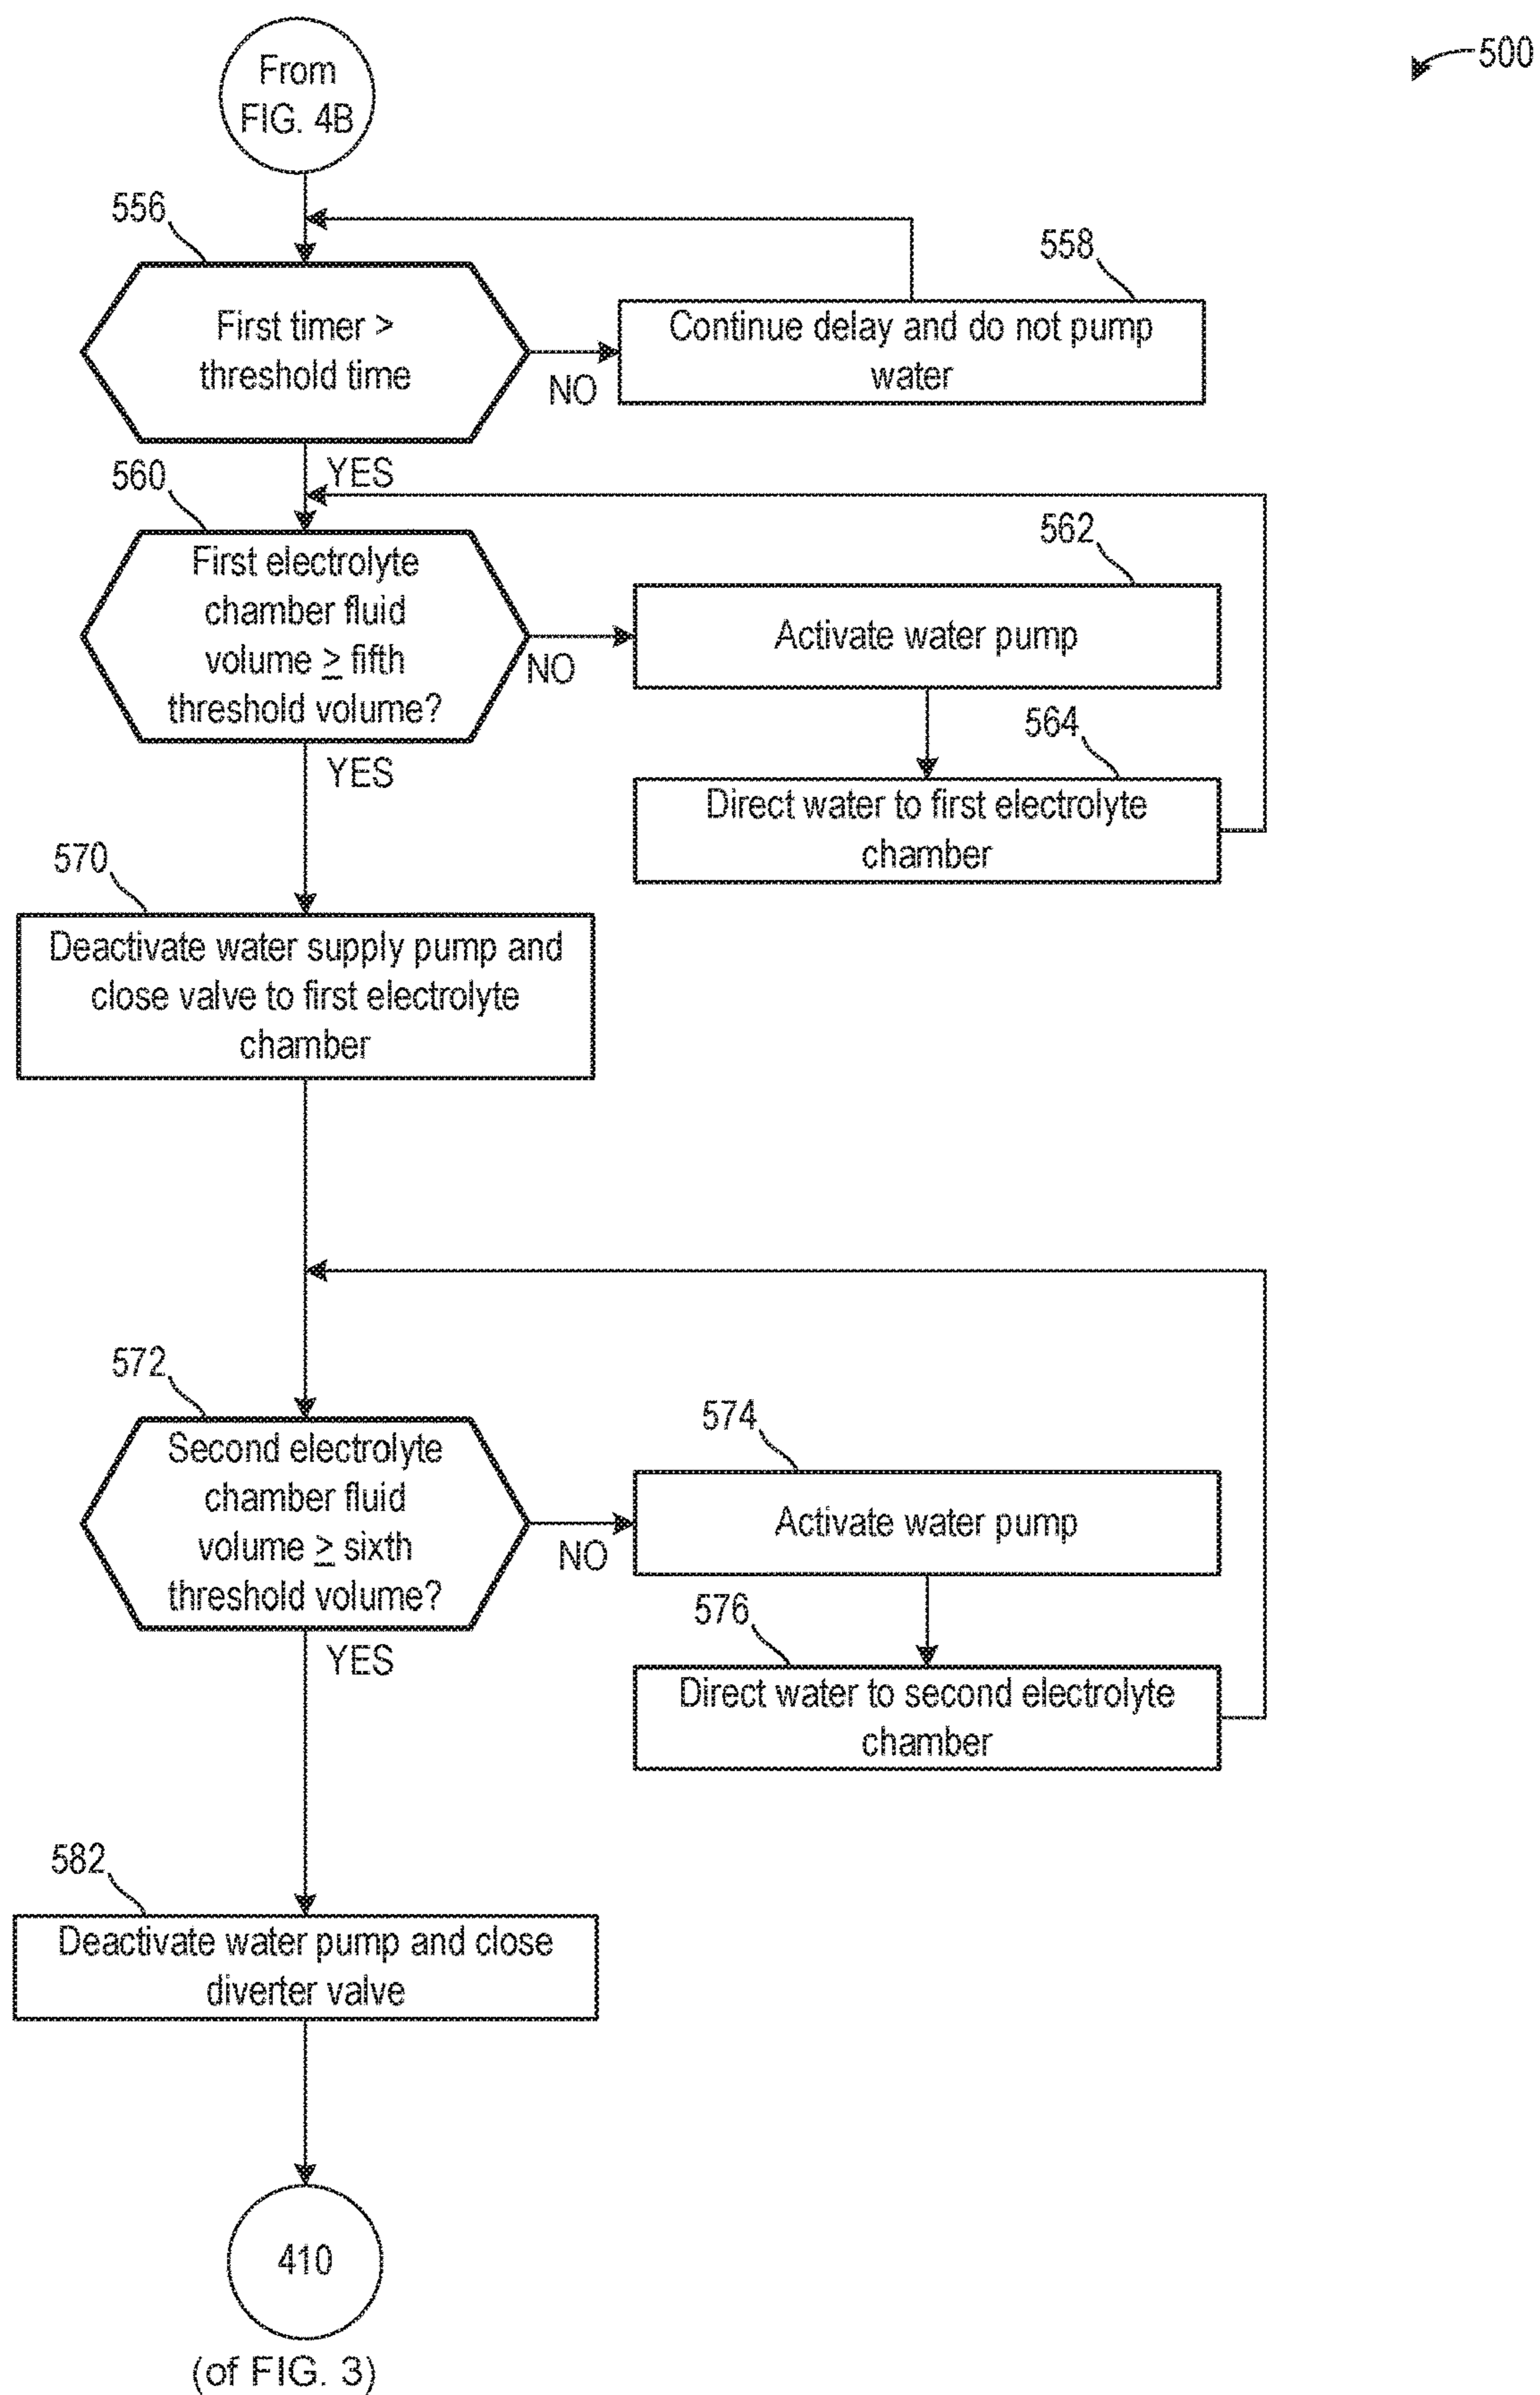 From
FIG. 4B
500
556
558
First timer >
threshold time
Continue delay and do not pump
water
NO
YES
560
562
First electrolyte
chamber fluid
volume ≥ fifth
threshold volume?
Activate water pump
NO
564
YES
Direct water to first electrolyte
chamber
570
Deactivate water supply pump and
close valve to first electrolyte
chamber
572
574
Second electrolyte
chamber fluid
volume ≥ sixth
threshold volume?
Activate water pump
NO
576
YES
Direct water to second electrolyte
chamber
582
Deactivate water pump and close
diverter valve
410
(of FIG. 3)